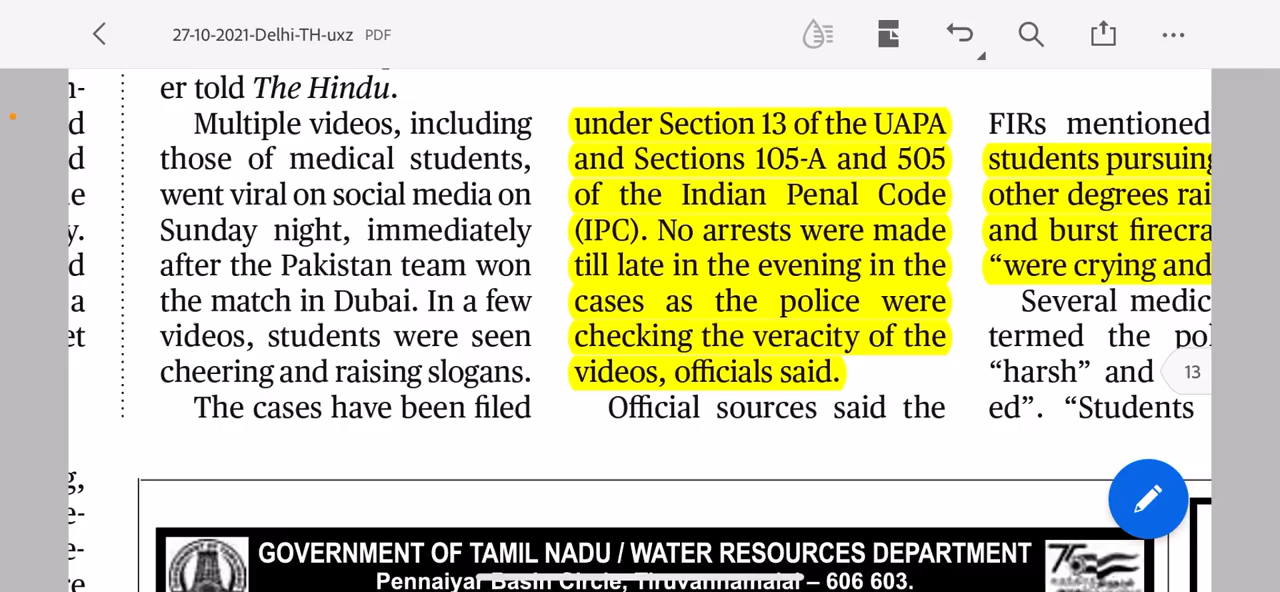 27-10-2021-Delhi-TH-uxz PDF
n-
d
d
e
y.
d
a
et
g,
e-
e-
re
er told The Hindu.
Multiple videos, including
those of medical students,
went viral on social media on
Sunday night, immediately
after the Pakistan team won
the match in Dubai. In a few
videos, students were seen
cheering and raising slogans.
The cases have been filed
under Section 13 of the UAPA
and Sections 105-A and 505
of the Indian Penal Code
(IPC). No arrests were made
till late in the evening in the
cases as the police were
checking the veracity of the
videos, officials said.
Official sources said the
FIRs mentioned
students pursuing
other degrees rai
and burst firecra
“were crying and
Several medic
termed the pol
“harsh” and
ed”. “Students
13
GOVERNMENT OF TAMIL NADU / WATER RESOURCES DEPARTMENT
Pennaiyar Basin Circle, Tiruvannamalai – 606 603.
75